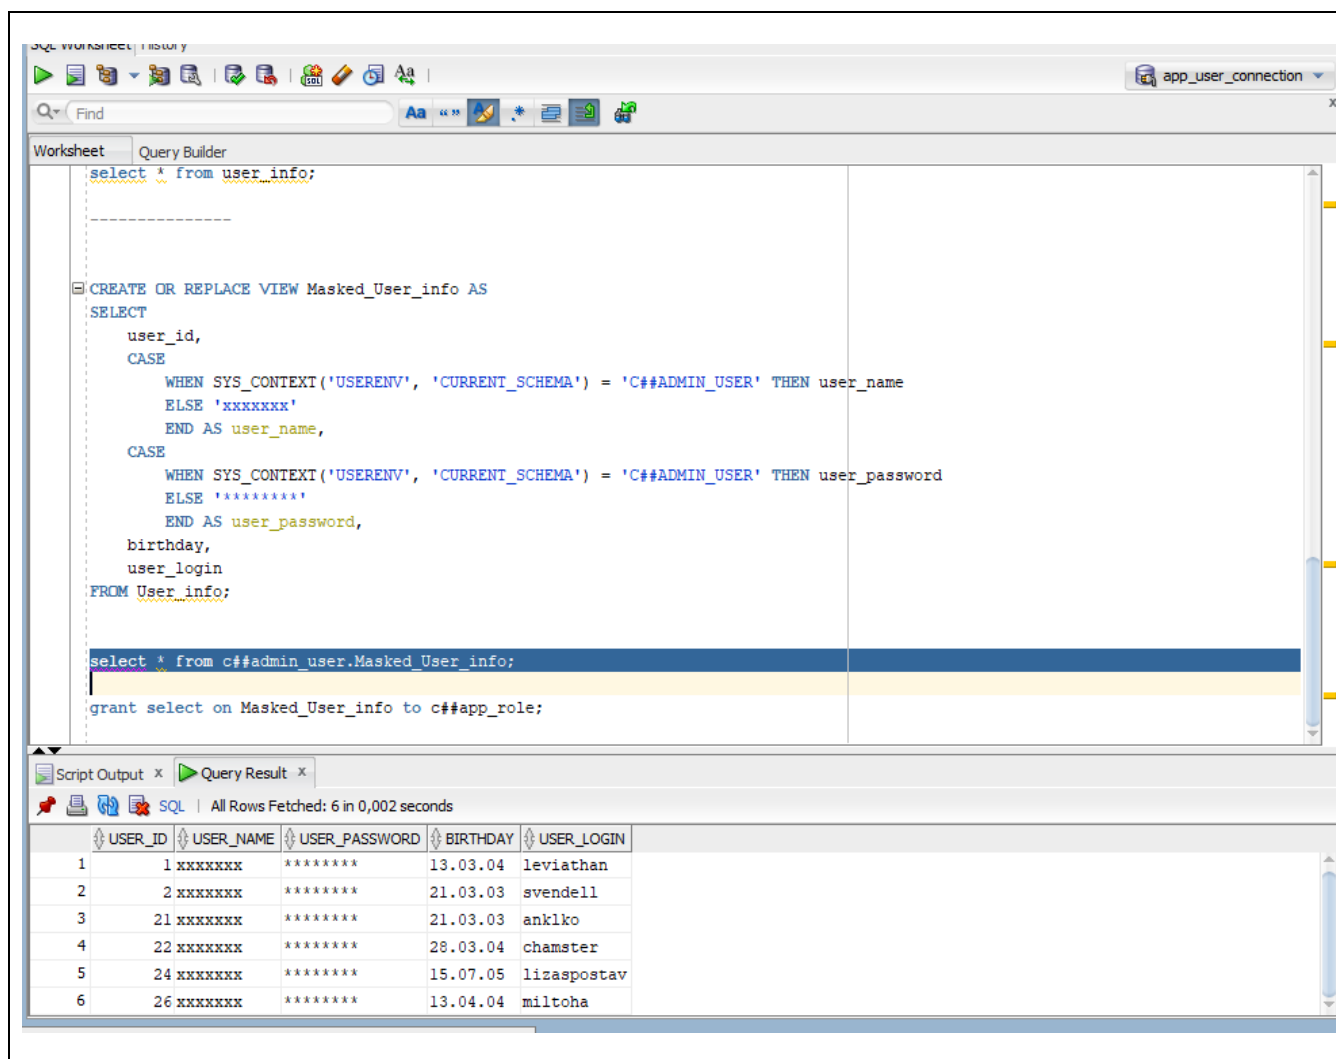 SQL Worksheet History
app_user_connection
Find
Aa “ ” .*
Worksheet Query Builder
select * from user_info;
---------------
CREATE OR REPLACE VIEW Masked_User_info AS
SELECT
user_id,
CASE
WHEN SYS_CONTEXT('USERENV', 'CURRENT_SCHEMA') = 'C##ADMIN_USER' THEN user_name
ELSE 'xxxxxxx'
END AS user_name,
CASE
WHEN SYS_CONTEXT('USERENV', 'CURRENT_SCHEMA') = 'C##ADMIN_USER' THEN user_password
ELSE '********'
END AS user_password,
birthday,
user_login
FROM User_info;
select * from c##admin_user.Masked_User_info;
grant select on Masked_User_info to c##app_role;
Script Output x Query Result x
SQL | All Rows Fetched: 6 in 0,002 seconds
USER_ID USER_NAME USER_PASSWORD BIRTHDAY USER_LOGIN
1 1 xxxxxxx ******** 13.03.04 leviathan
2 2 xxxxxxx ******** 21.03.03 svendell
3 21 xxxxxxx ******** 21.03.03 anklko
4 22 xxxxxxx ******** 28.03.04 chamster
5 24 xxxxxxx ******** 15.07.05 lizaspostav
6 26 xxxxxxx ******** 13.04.04 miltoha